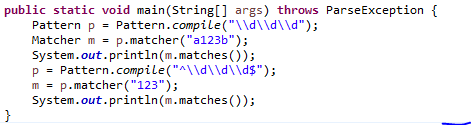 public static void main(String[] args) throws ParseException {
    Pattern p = Pattern.compile("\\d\\d\\d");
    Matcher m = p.matcher("a123b");
    System.out.println(m.matches());
    p = Pattern.compile("^\\d\\d\\d$");
    m = p.matcher("123");
    System.out.println(m.matches());
}